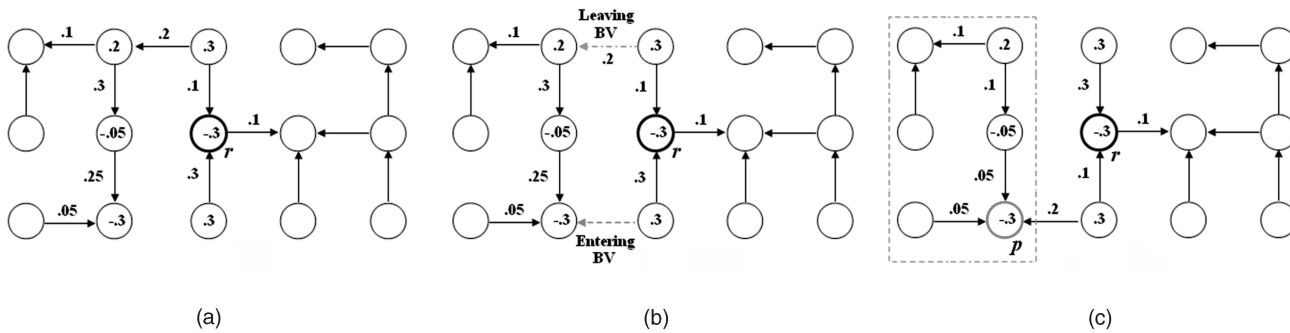 .1 .2
.2 .3
.3 .1
-.05 -.3 .1
r
.25 .3
.05
-.3 .3
(a)
Leaving
BV
.1
.2 .3
.2
.3 .1
-.05 -.3 .1
r
.25 .3
.05
-.3 .3
Entering
BV
(b)
.1
.2 .3
.1 .3
-.05 -.3 .1
r
.05 .1
.05 .2
-.3 .3
p
(c)